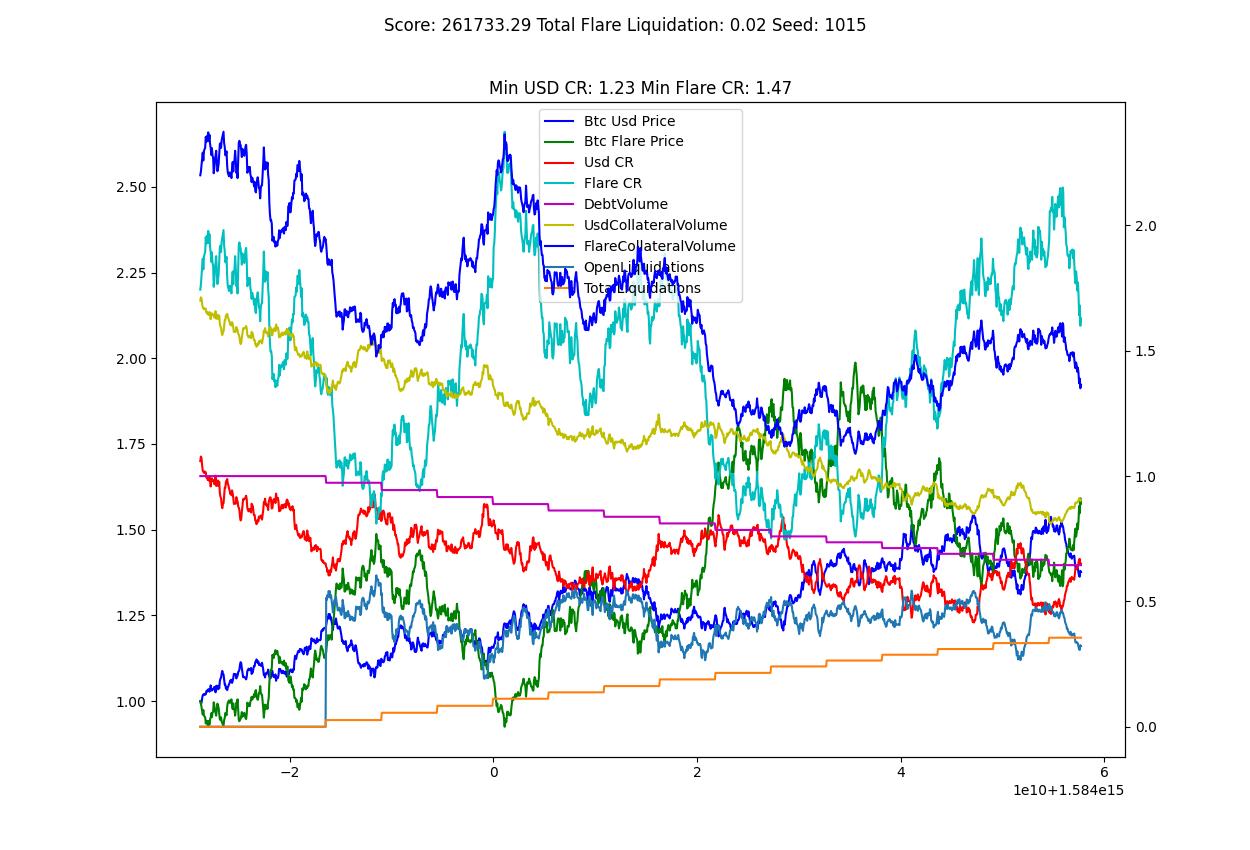 Score: 261733.29 Total Flare Liquidation: 0.02 Seed: 1015
Min USD CR: 1.23 Min Flare CR: 1.47
Btc Usd Price
Btc Flare Price
Usd CR
Flare CR
DebtVolume
UsdCollateralVolume
FlareCollateralVolume
OpenLiquidations
TotalLiquidations
2.50
2.25
2.00
1.75
1.50
1.25
1.00
2.0
1.5
1.0
0.5
0.0
−2
0
2
4
6
1e10+1.584e15